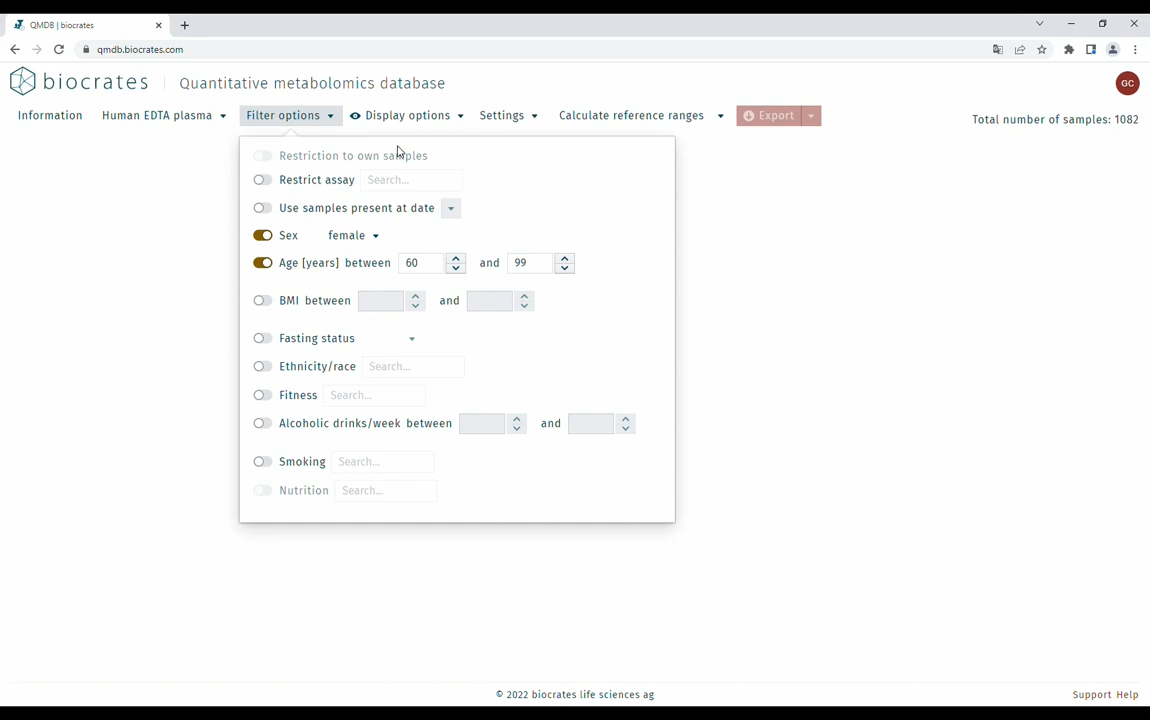 QMDB | biocrates
qmdb.biocrates.com
biocrates Quantitative metabolomics database GC
Information Human EDTA plasma Filter options Display options Settings Calculate reference ranges Export Total number of samples: 1082
Restriction to own samples
Restrict assay Search...
Use samples present at date
Sex female
Age [years] between 60 and 99
BMI between and
Fasting status
Ethnicity/race Search...
Fitness Search...
Alcoholic drinks/week between and
Smoking Search...
Nutrition Search...
© 2022 biocrates life sciences ag Support Help